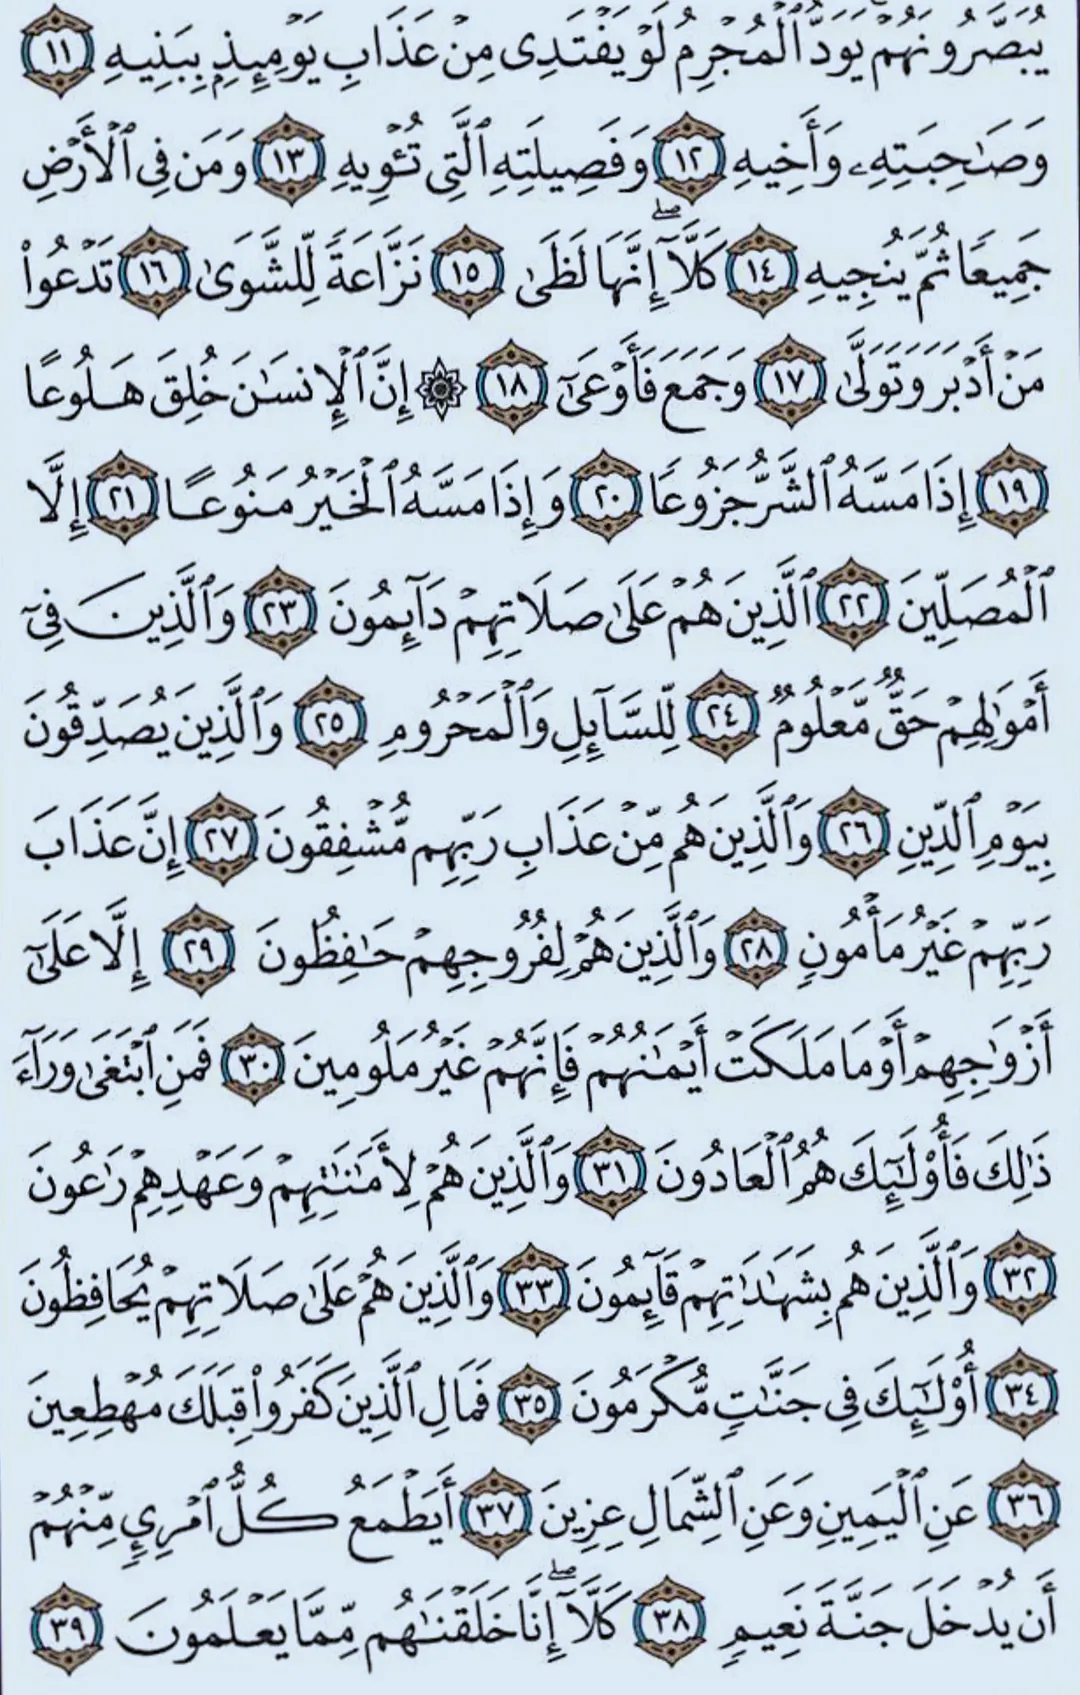 يُبَصَّرُونَهُمْ ۚ يَوَدُّ ٱلْمُجْرِمُ لَوْ يَفْتَدِى مِنْ عَذَابِ يَوْمِئِذٍۭ بِبَنِيهِ ١١
وَصَـٰحِبَتِهِۦ وَأَخِيهِ ١٢ وَفَصِيلَتِهِ ٱلَّتِى تُـْٔوِيهِ ١٣ وَمَن فِى ٱلْأَرْضِ
جَمِيعًا ثُمَّ يُنجِيهِ ١٤ كَلَّآ ۖ إِنَّهَا لَظَىٰ ١٥ نَزَّاعَةً لِّلشَّوَىٰ ١٦ تَدْعُوا۟
مَنْ أَدْبَرَ وَتَوَلَّىٰ ١٧ وَجَمَعَ فَأَوْعَىٰٓ ١٨ ۞ إِنَّ ٱلْإِنسَـٰنَ خُلِقَ هَلُوعًا
١٩ إِذَا مَسَّهُ ٱلشَّرُّ جَزُوعًا ٢٠ وَإِذَا مَسَّهُ ٱلْخَيْرُ مَنُوعًا ٢١ إِلَّا
ٱلْمُصَلِّينَ ٢٢ ٱلَّذِينَ هُمْ عَلَىٰ صَلَاتِهِمْ دَآئِمُونَ ٢٣ وَٱلَّذِينَ فِىٓ
أَمْوَٰلِهِمْ حَقٌّ مَّعْلُومٌ ٢٤ لِّلسَّآئِلِ وَٱلْمَحْرُومِ ٢٥ وَٱلَّذِينَ يُصَدِّقُونَ
بِيَوْمِ ٱلدِّينِ ٢٦ وَٱلَّذِينَ هُم مِّنْ عَذَابِ رَبِّهِم مُّشْفِقُونَ ٢٧ إِنَّ عَذَابَ
رَبِّهِمْ غَيْرُ مَأْمُونٍ ٢٨ وَٱلَّذِينَ هُمْ لِفُرُوجِهِمْ حَـٰفِظُونَ ٢٩ إِلَّا عَلَىٰٓ
أَزْوَٰجِهِمْ أَوْ مَا مَلَكَتْ أَيْمَـٰنُهُمْ فَإِنَّهُمْ غَيْرُ مَلُومِينَ ٣٠ فَمَنِ ٱبْتَغَىٰ وَرَآءَ
ذَٰلِكَ فَأُو۟لَـٰٓئِكَ هُمُ ٱلْعَادُونَ ٣١ وَٱلَّذِينَ هُمْ لِأَمَـٰنَـٰتِهِمْ وَعَهْدِهِمْ رَٰعُونَ
٣٢ وَٱلَّذِينَ هُم بِشَهَـٰدَٰتِهِمْ قَآئِمُونَ ٣٣ وَٱلَّذِينَ هُمْ عَلَىٰ صَلَاتِهِمْ يُحَافِظُونَ
٣٤ أُو۟لَـٰٓئِكَ فِى جَنَّـٰتٍ مُّكْرَمُونَ ٣٥ فَمَالِ ٱلَّذِينَ كَفَرُوا۟ قِبَلَكَ مُهْطِعِينَ
٣٦ عَنِ ٱلْيَمِينِ وَعَنِ ٱلشِّمَالِ عِزِينَ ٣٧ أَيَطْمَعُ كُلُّ ٱمْرِئٍ مِّنْهُمْ
أَن يُدْخَلَ جَنَّةَ نَعِيمٍ ٣٨ كَلَّآ ۖ إِنَّا خَلَقْنَـٰهُم مِّمَّا يَعْلَمُونَ ٣٩